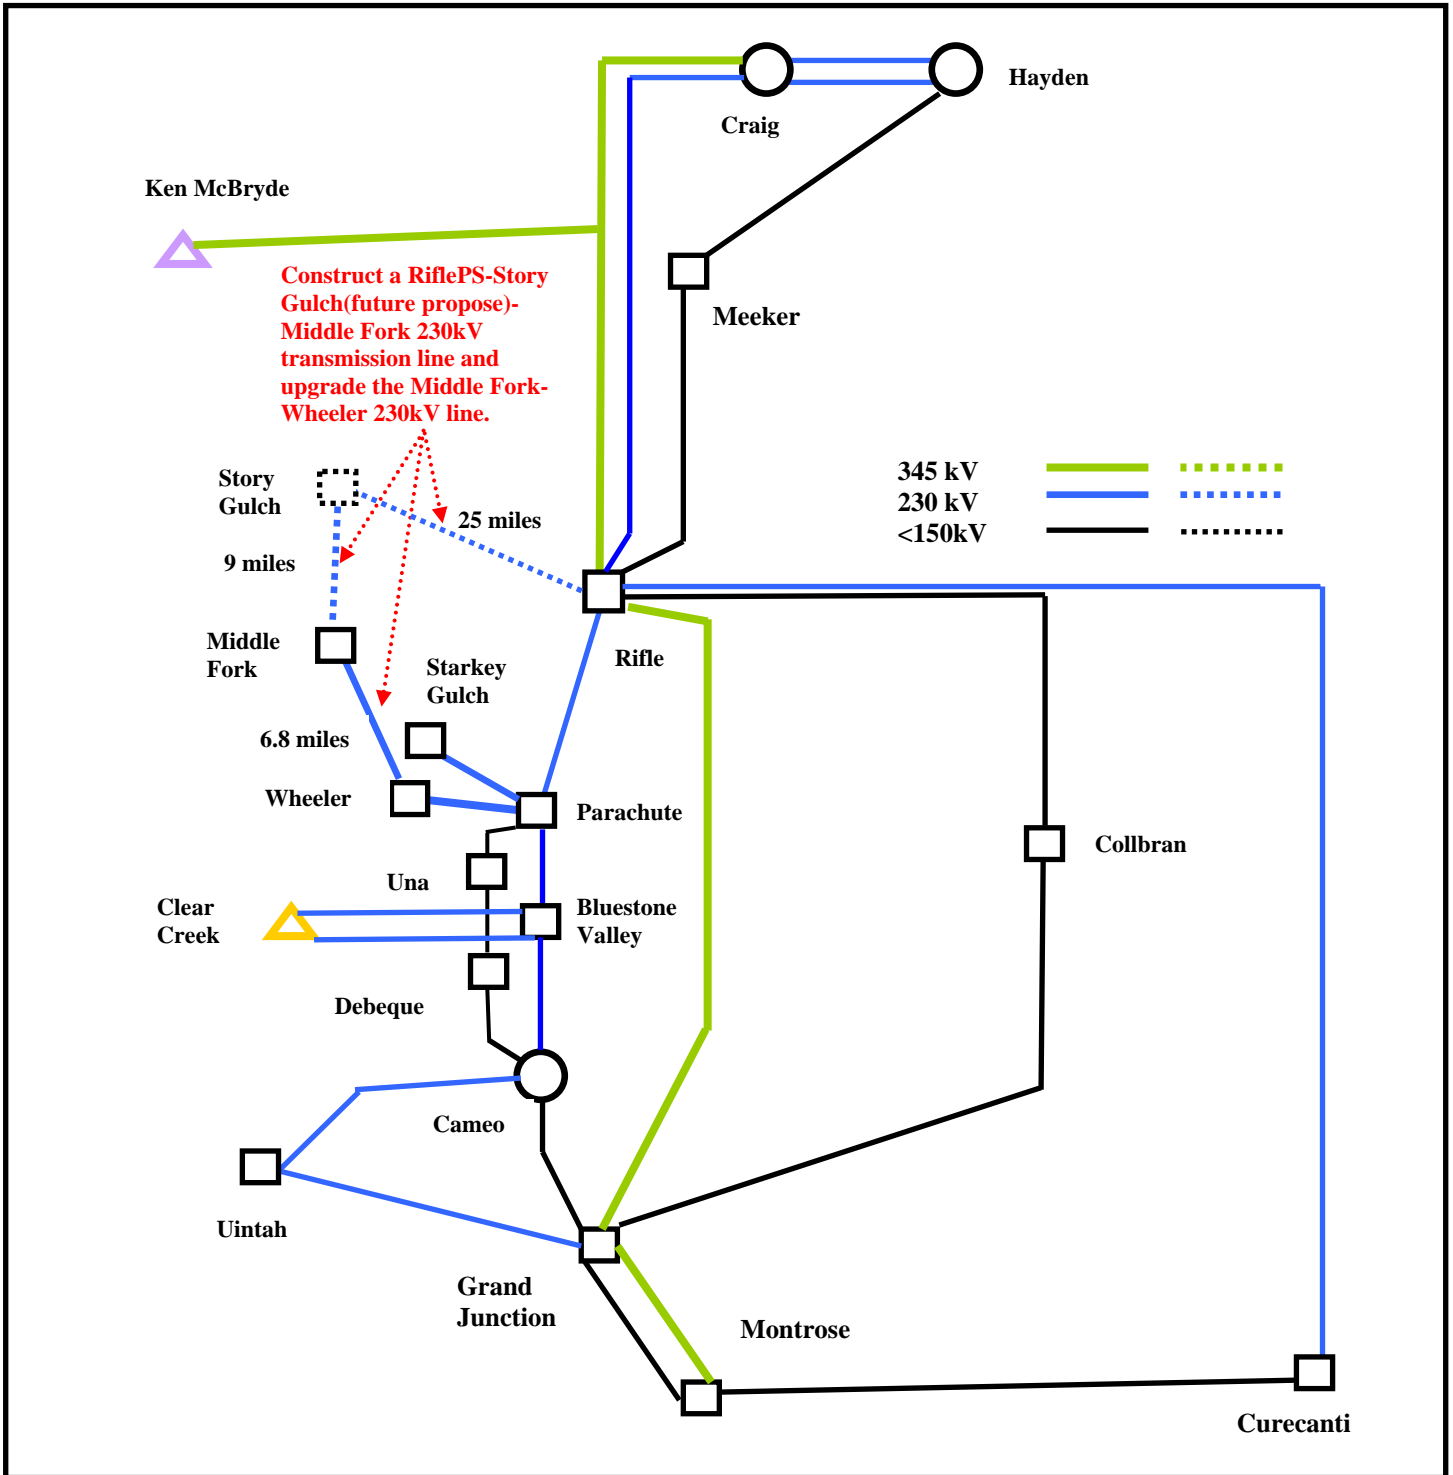 Hayden
Craig
Ken McBryde
Construct a RiflePS-Story
Gulch(future propose)-
Middle Fork 230kV
transmission line and
upgrade the Middle Fork-
Wheeler 230kV line.
Meeker
345 kV
230 kV
<150kV
Story
Gulch
25 miles
9 miles
Middle
Fork
Starkey
Gulch
Rifle
6.8 miles
Wheeler
Parachute
Collbran
Una
Clear
Creek
Bluestone
Valley
Debeque
Cameo
Uintah
Grand
Junction
Montrose
Curecanti